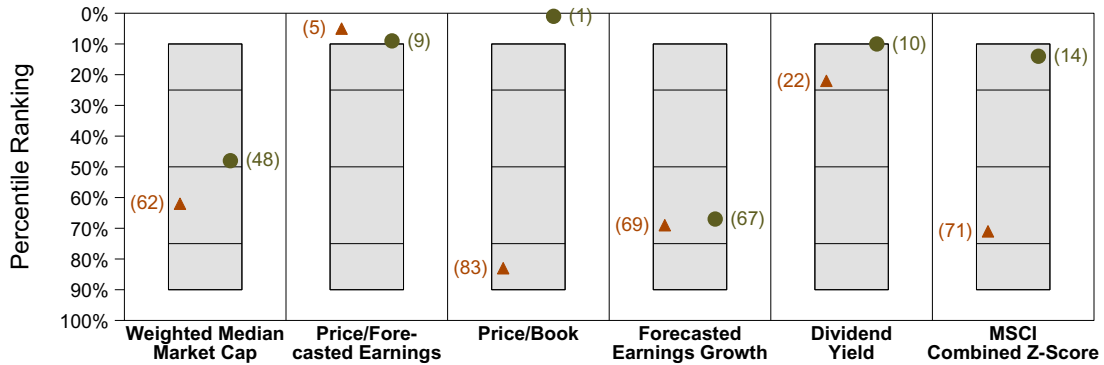 Percentile Ranking
0%
10%
20%
30%
40%
50%
60%
70%
80%
90%
100%
(62)
(48)
(5)
(9)
(83)
(1)
(69)
(67)
(22)
(10)
(71)
(14)
Weighted Median
Market Cap
Price/Fore-
casted Earnings
Price/Book
Forecasted
Earnings Growth
Dividend
Yield
MSCI
Combined Z-Score